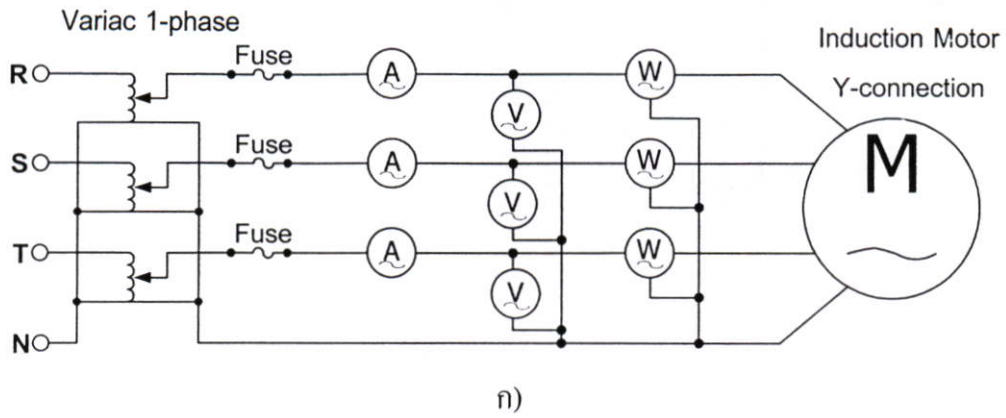 Variac 1-phase
Induction Motor
Y-connection
R
Fuse
A
V
W
S
Fuse
A
V
W
M
T
Fuse
A
V
W
N
ก)